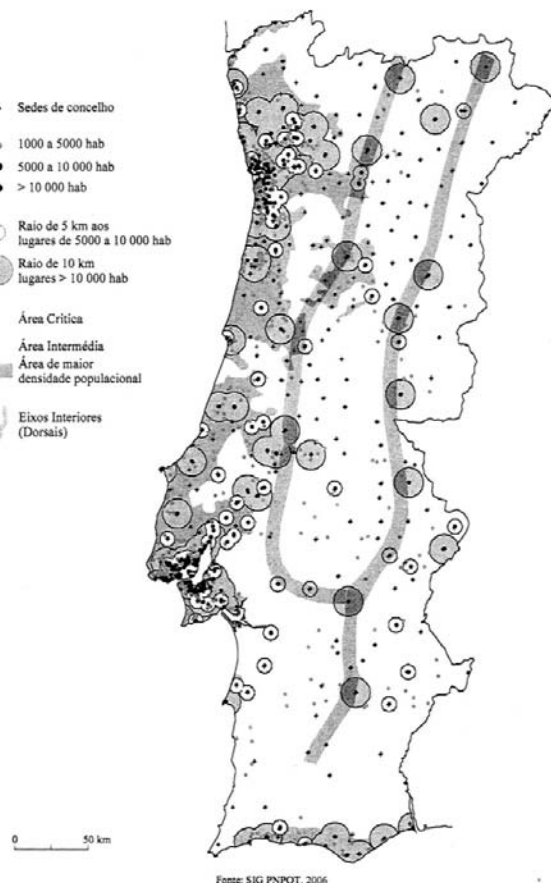 Sedes de concelho
1000 a 5000 hab
5000 a 10 000 hab
> 10 000 hab
Raio de 5 km aos
lugares de 5000 a 10 000 hab
Raio de 10 km
lugares > 10 000 hab
Área Crítica
Área Intermédia
Área de maior
densidade populacional
Eixos Interiores
(Dorsais)
0 50 km
Fonte: SIG PNPOT, 2006